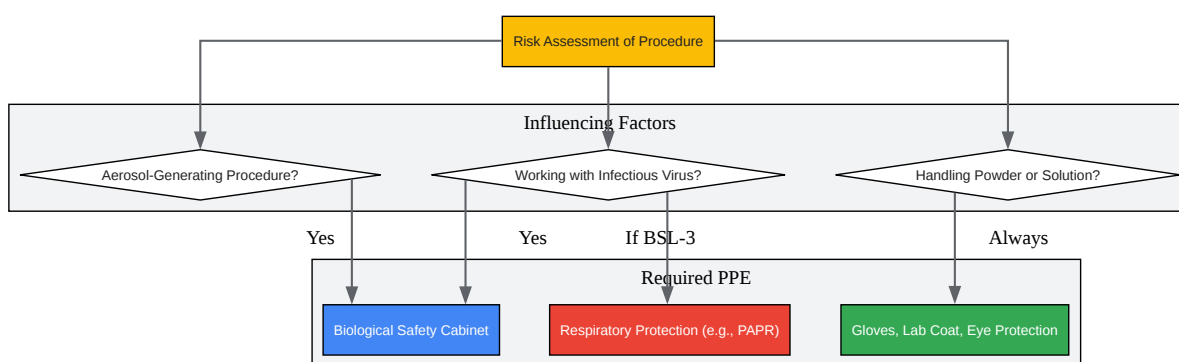 Risk Assessment of Procedure
Influencing Factors
Aerosol-Generating Procedure?
Working with Infectious Virus?
Handling Powder or Solution?
Yes
Yes
If BSL-3
Always
Required PPE
Biological Safety Cabinet
Respiratory Protection (e.g., PAPR)
Gloves, Lab Coat, Eye Protection